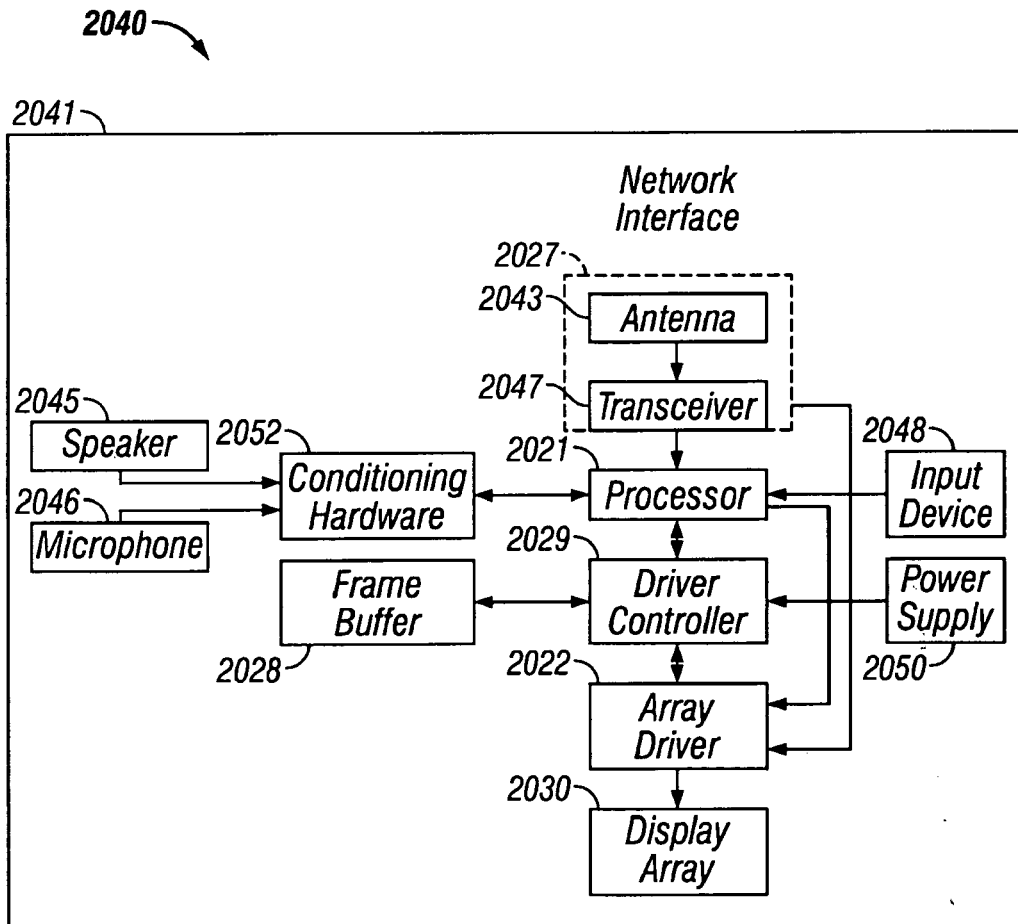 2040
2041
Network
Interface
2027
2043
Antenna
2047
Transceiver
2045
Speaker
2052
Conditioning
Hardware
2046
Microphone
2021
Processor
2048
Input
Device
2029
Driver
Controller
Frame
Buffer
2028
Power
Supply
2050
2022
Array
Driver
2030
Display
Array